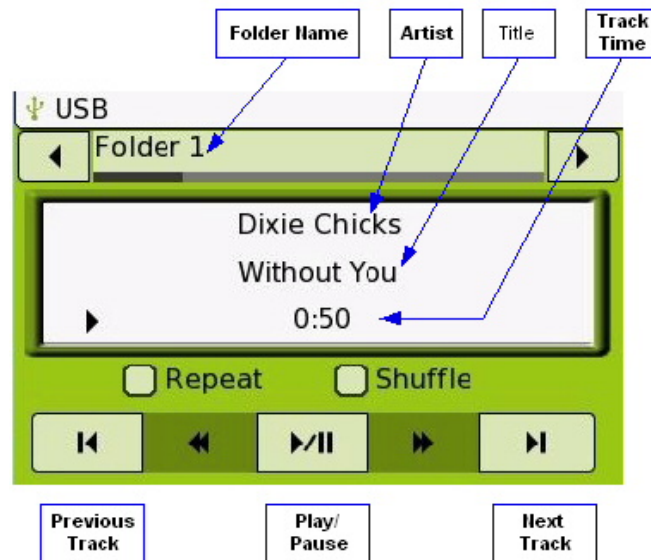 Folder Name
Artist
Title
Track
Time
USB
Folder 1
Dixie Chicks
Without You
0:50
Repeat
Shuffle
Previous
Track
Play/
Pause
Next
Track